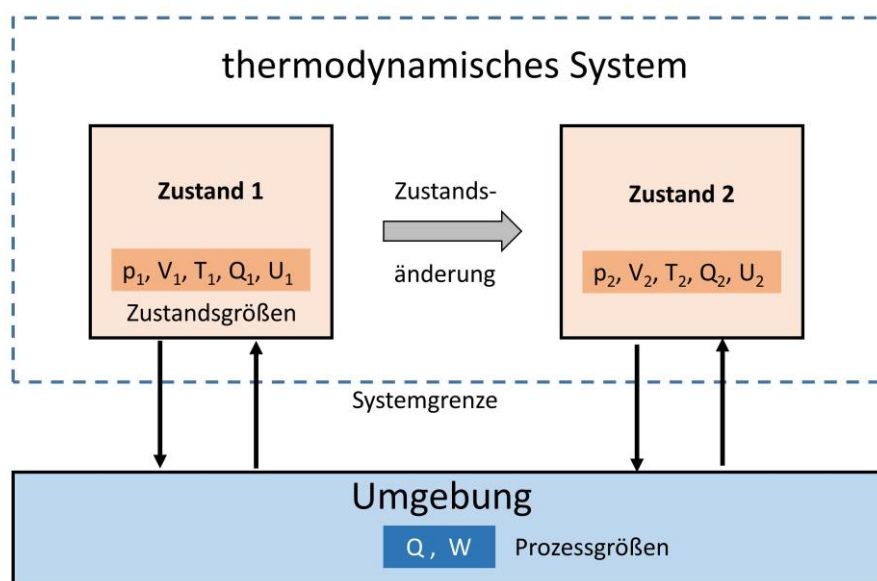 thermodynamisches System
Zustand 1
p₁, V₁, T₁, Q₁, U₁
Zustandsgrößen
Zustands-
änderung
Zustand 2
p₂, V₂, T₂, Q₂, U₂
Systemgrenze
Umgebung
Q , W
Prozessgrößen